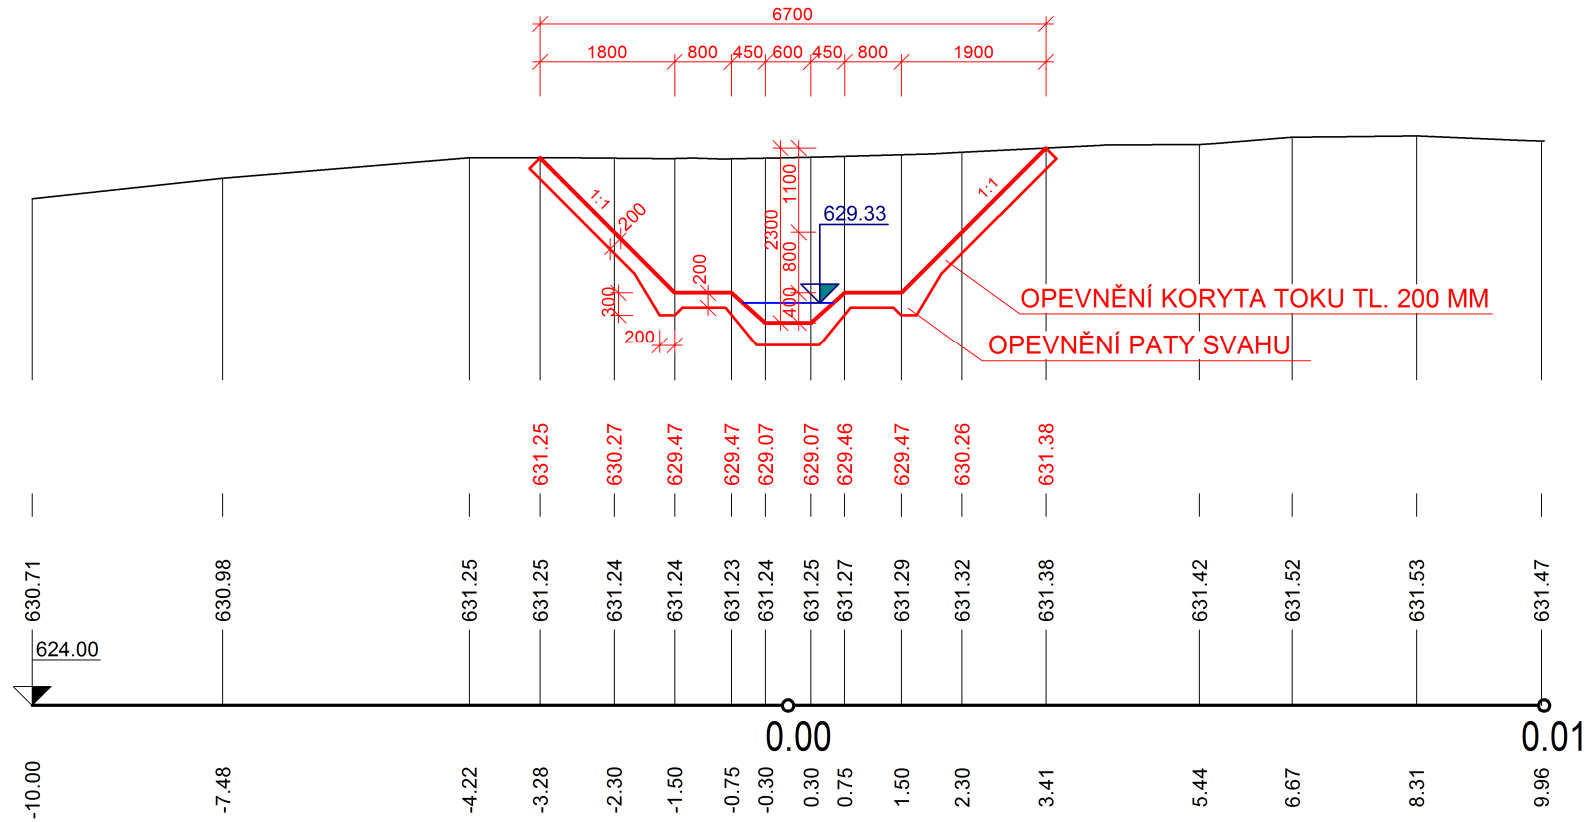 6700
1800 800 450 600 450 800 1900
1:1
200
300
200
200
2300
1100
800
400
629.33
1:1
OPEVNĚNÍ KORYTA TOKU TL. 200 MM
OPEVNĚNÍ PATY SVAHU
631.25 630.27 629.47 629.47 629.07 629.07 629.46 629.47 630.26 631.38
630.71 630.98 631.25 631.25 631.24 631.24 631.23 631.24 631.25 631.27 631.29 631.32 631.38 631.42 631.52 631.53 631.47
624.00
0.00 0.01
-10.00 -7.48 -4.22 -3.28 -2.30 -1.50 -0.75 -0.30 0.30 0.75 1.50 2.30 3.41 5.44 6.67 8.31 9.96